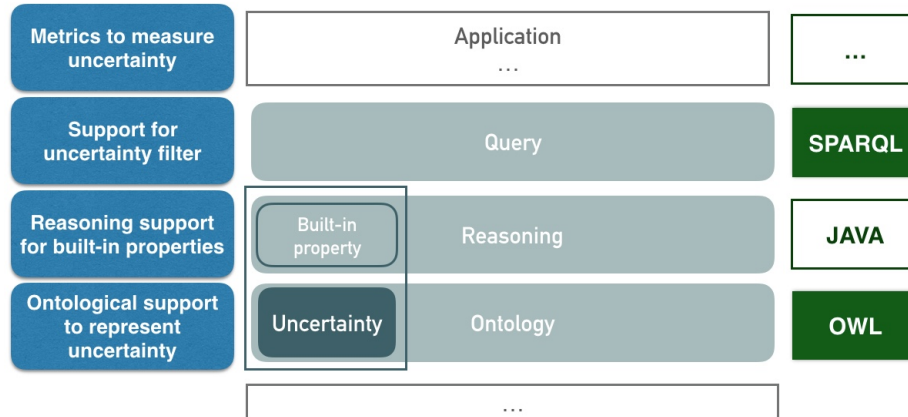 Metrics to measure
uncertainty
Application
...
...
Support for
uncertainty filter
Query
SPARQL
Reasoning support
for built-in properties
Built-in
property
Reasoning
JAVA
Ontological support
to represent
uncertainty
Uncertainty
Ontology
OWL
...